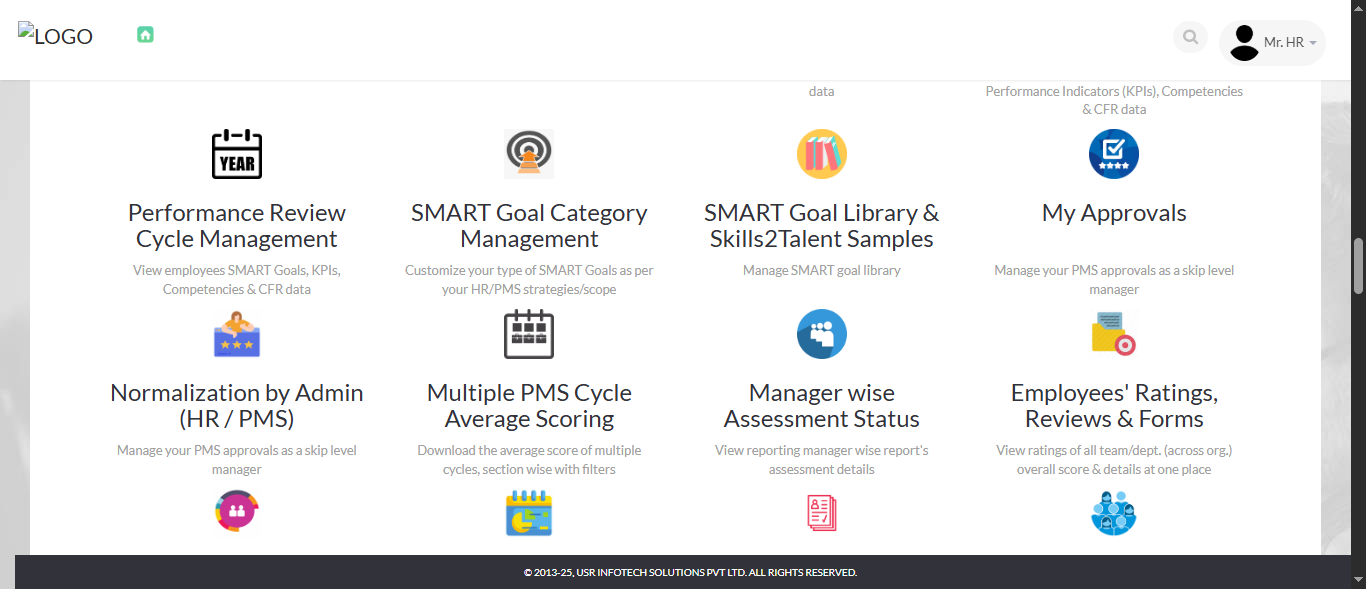 LOGO
Mr. HR
data
Performance Indicators (KPIs), Competencies
& CFR data
YEAR
Performance Review
Cycle Management
View employees SMART Goals, KPIs,
Competencies & CFR data
SMART Goal Category
Management
Customize your type of SMART Goals as per
your HR/PMS strategies/scope
SMART Goal Library &
Skills2Talent Samples
Manage SMART goal library
My Approvals
Manage your PMS approvals as a skip level
manager
Normalization by Admin
(HR / PMS)
Manage your PMS approvals as a skip level
manager
Multiple PMS Cycle
Average Scoring
Download the average score of multiple
cycles, section wise with filters
Manager wise
Assessment Status
View reporting manager wise report's
assessment details
Employees' Ratings,
Reviews & Forms
View ratings of all team/dept. (across org.)
overall score & details at one place
© 2013-25, USR INFOTECH SOLUTIONS PVT LTD. ALL RIGHTS RESERVED.